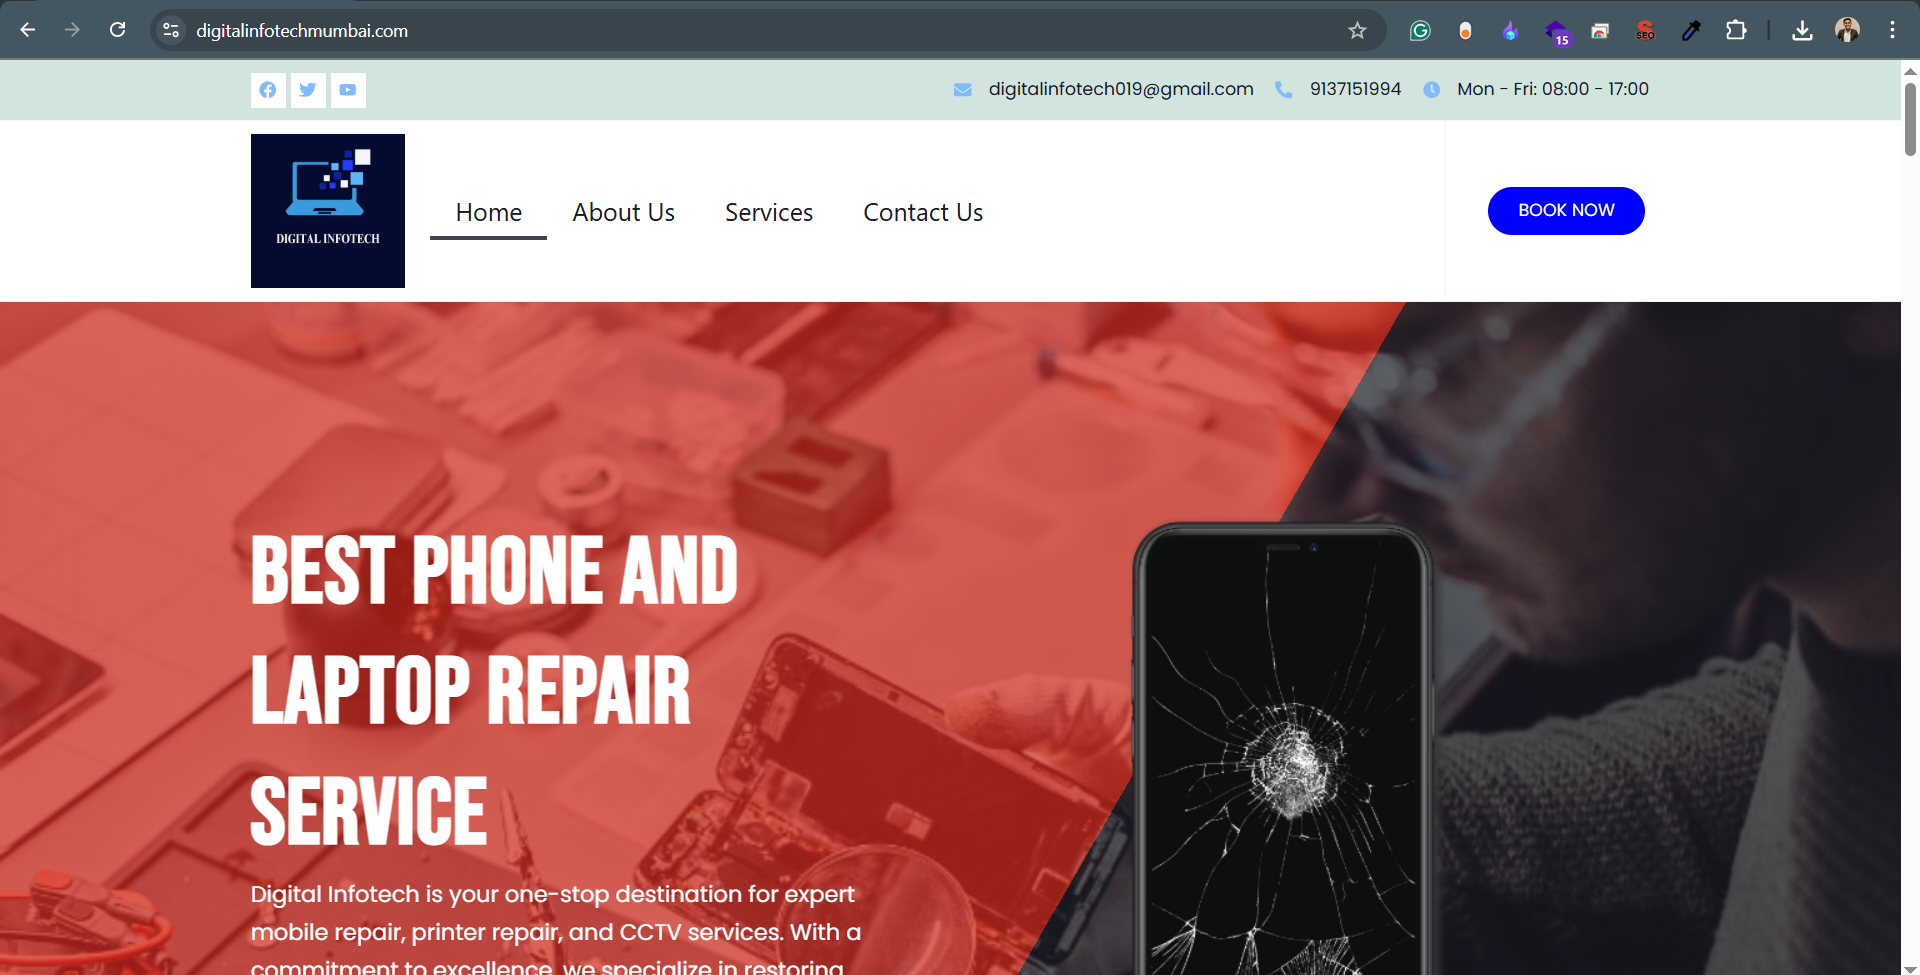 digitalinfotechmumbai.com
15
SEO
digitalinfotech019@gmail.com
9137151994
Mon - Fri: 08:00 - 17:00
DIGITAL INFOTECH
Home
About Us
Services
Contact Us
BOOK NOW
BEST PHONE AND
LAPTOP REPAIR
SERVICE
Digital Infotech is your one-stop destination for expert
mobile repair, printer repair, and CCTV services. With a
commitment to excellence, we specialize in restoring